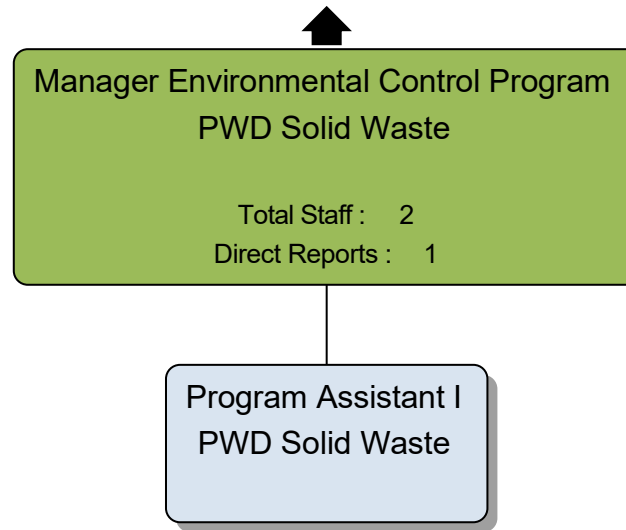 Manager Environmental Control Program
PWD Solid Waste
Total Staff : 2
Direct Reports : 1
Program Assistant I
PWD Solid Waste